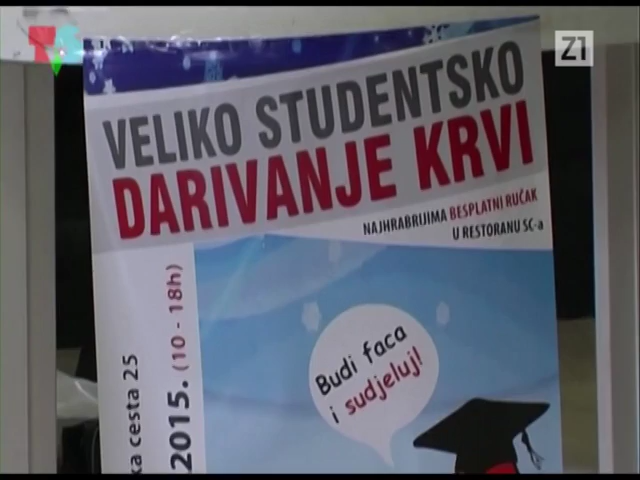 Z1
VELIKO STUDENTSKO
DARIVANJE KRVI
NAJHRABRIJIMA BESPLATNI RUČAK
U RESTORANU SC-a
Budi faca
i sudjeluj!
ka cesta 25
.2015. (10 - 18h)